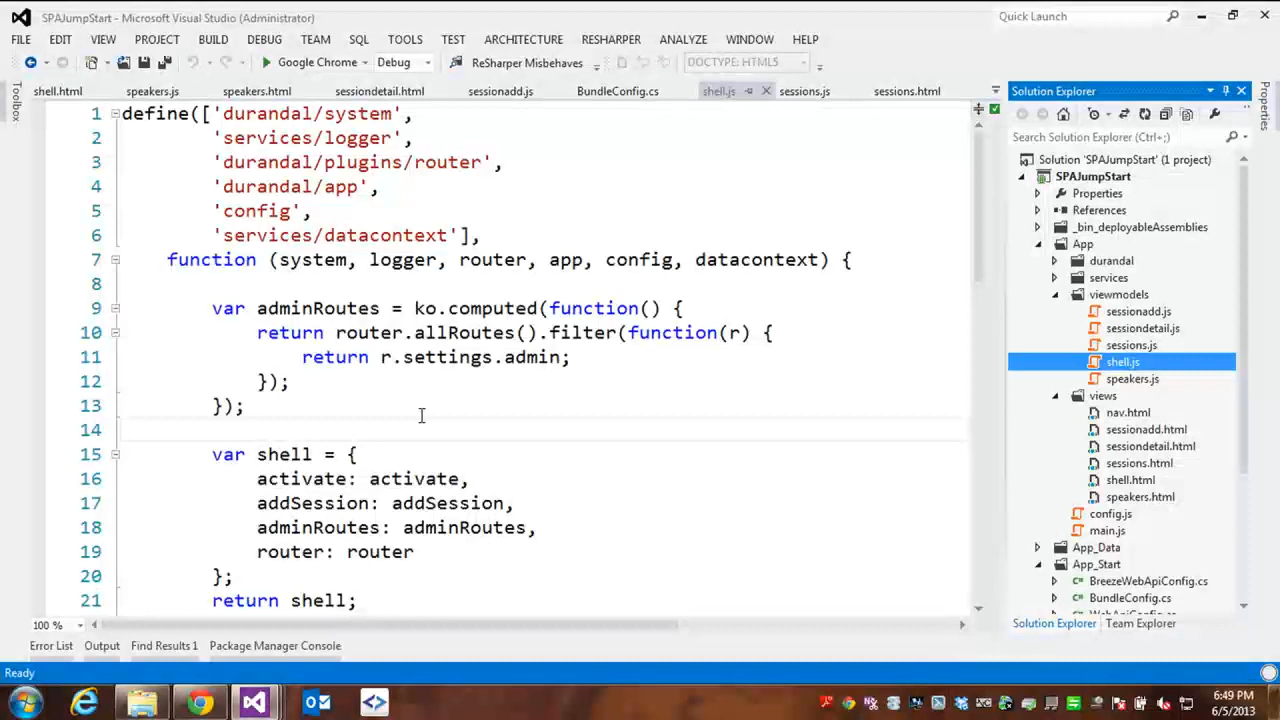 SPAJumpStart - Microsoft Visual Studio (Administrator)
Quick Launch
FILE EDIT VIEW PROJECT BUILD DEBUG TEAM SQL TOOLS TEST ARCHITECTURE RESHARPER ANALYZE WINDOW HELP
Google Chrome Debug ReSharper Misbehaves DOCTYPE: HTML5
Toolbox
shell.html speakers.js speakers.html sessiondetail.html sessionadd.js BundleConfig.cs shell.js sessions.js sessions.html
1 define(['durandal/system',
2 'services/logger',
3 'durandal/plugins/router',
4 'durandal/app',
5 'config',
6 'services/datacontext'],
7 function (system, logger, router, app, config, datacontext) {
8
9 var adminRoutes = ko.computed(function() {
10 return router.allRoutes().filter(function(r) {
11 return r.settings.admin;
12 });
13 });
14
15 var shell = {
16 activate: activate,
17 addSession: addSession,
18 adminRoutes: adminRoutes,
19 router: router
20 };
21 return shell;
100 %
Solution Explorer
Search Solution Explorer (Ctrl+;)
Solution 'SPAJumpStart' (1 project)
SPAJumpStart
Properties
References
_bin_deployableAssemblies
App
durandal
services
viewmodels
sessionadd.js
sessiondetail.js
sessions.js
shell.js
speakers.js
views
nav.html
sessionadd.html
sessiondetail.html
sessions.html
shell.html
speakers.html
config.js
main.js
App_Data
App_Start
BreezeWebApiConfig.cs
BundleConfig.cs
Solution Explorer Team Explorer
Properties
Error List Output Find Results 1 Package Manager Console
Ready
6:49 PM
6/5/2013